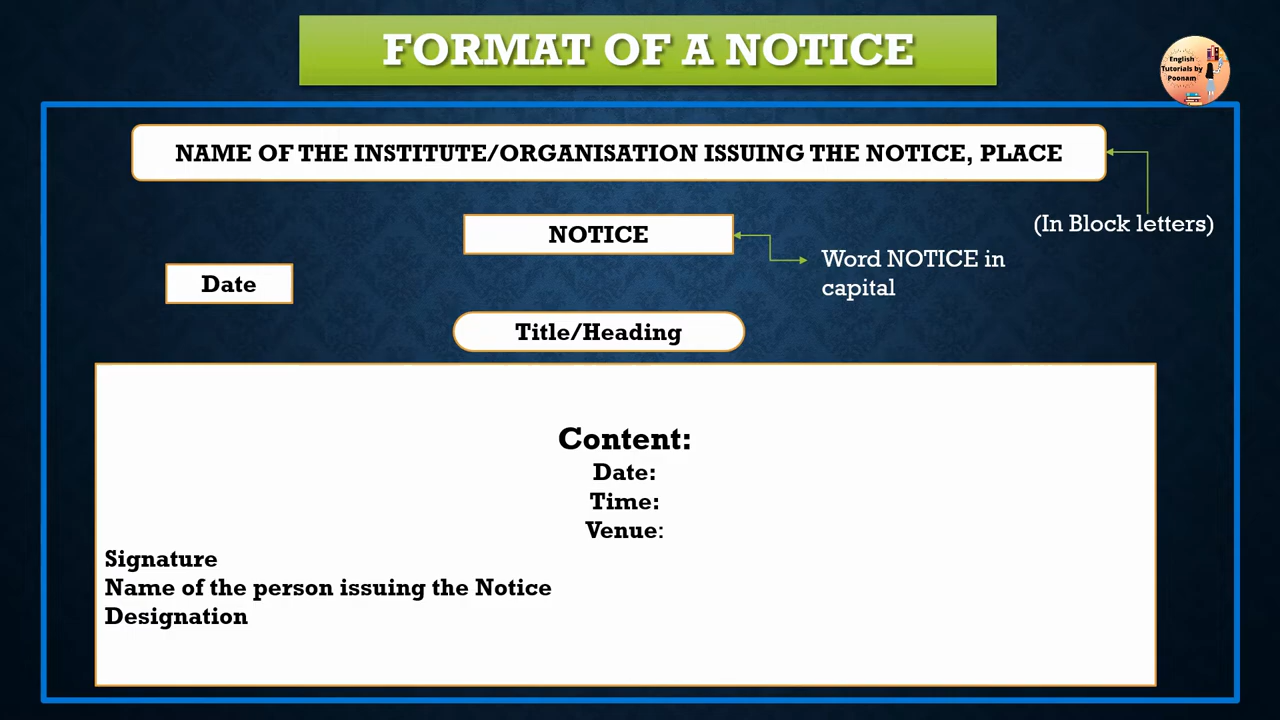 FORMAT OF A NOTICE
English
Tutorials by
Poonam
NAME OF THE INSTITUTE/ORGANISATION ISSUING THE NOTICE, PLACE
(In Block letters)
NOTICE
Word NOTICE in
capital
Date
Title/Heading
Content:
Date:
Time:
Venue:
Signature
Name of the person issuing the Notice
Designation